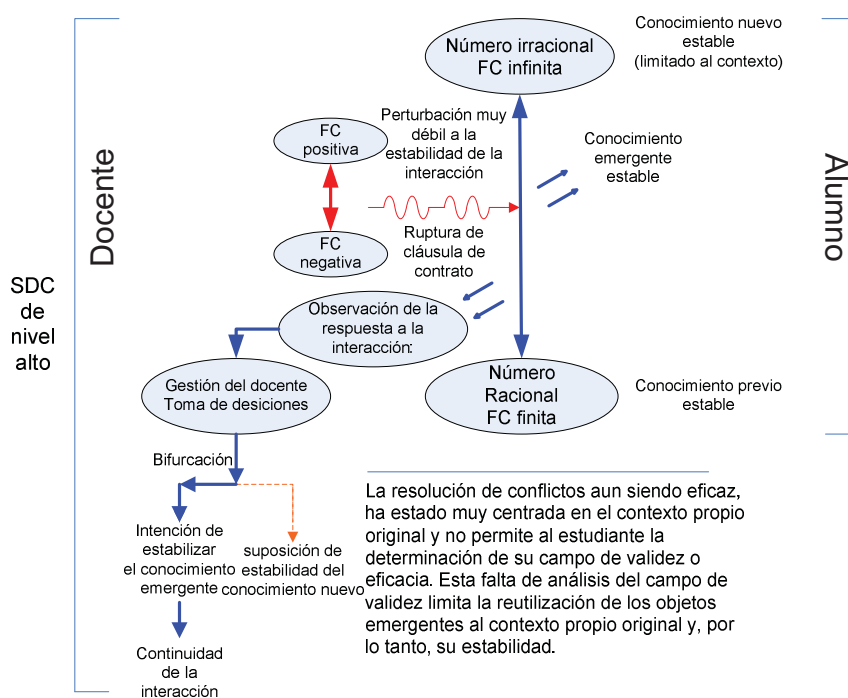 Conocimiento nuevo
estable
(limitado al contexto)
Número irracional
FC infinita
Perturbación muy
débil a la
estabilidad de la
interacción
FC
positiva
Conocimiento
emergente
estable
Docente
Alumno
Ruptura de
cláusula de
contrato
FC
negativa
SDC
de
nivel
alto
Observación de la
respuesta a la
interacción:
Número
Racional
FC finita
Conocimiento previo
estable
Gestión del docente
Toma de desiciones
Bifurcación
Intención de
estabilizar
el conocimiento
emergente
suposición de
estabilidad del
conocimiento nuevo
Continuidad
de la
interacción
La resolución de conflictos aun siendo eficaz,
ha estado muy centrada en el contexto propio
original y no permite al estudiante la
determinación de su campo de validez o
eficacia. Esta falta de análisis del campo de
validez limita la reutilización de los objetos
emergentes al contexto propio original y, por
lo tanto, su estabilidad.